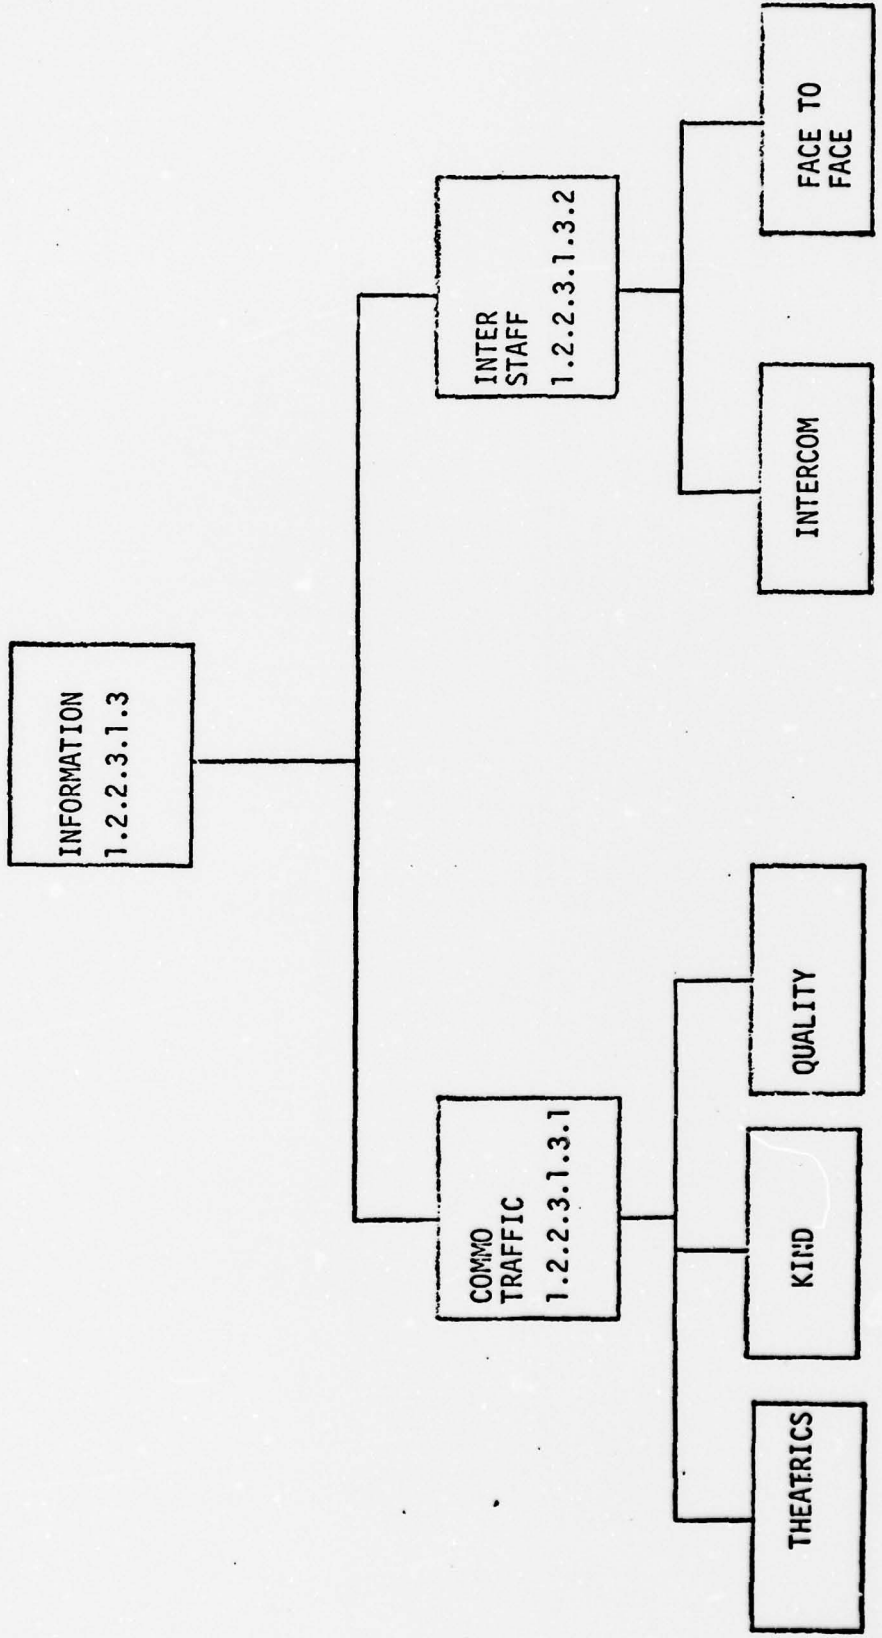 INFORMATION
1.2.2.3.1.3
COMMO
TRAFFIC
1.2.2.3.1.3.1
INTER
STAFF
1.2.2.3.1.3.2
THEATRICS
KIND
QUALITY
INTERCOM
FACE TO
FACE